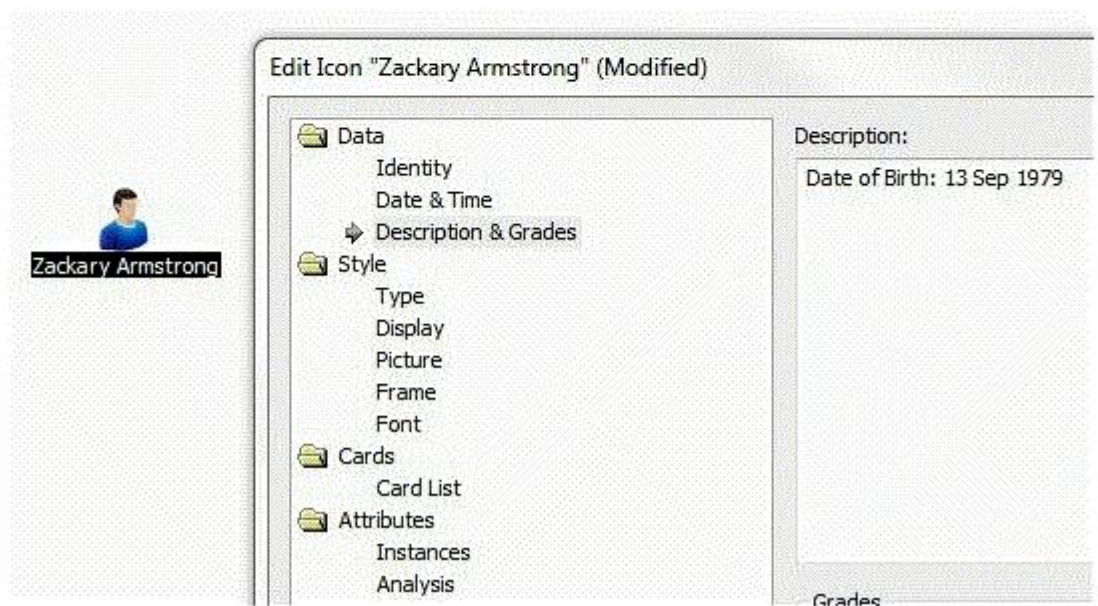 Edit Icon "Zackary Armstrong" (Modified)
Zackary Armstrong
Data
Identity
Date & Time
Description & Grades
Style
Type
Display
Picture
Frame
Font
Cards
Card List
Attributes
Instances
Analysis
Description:
Date of Birth: 13 Sep 1979
Grades